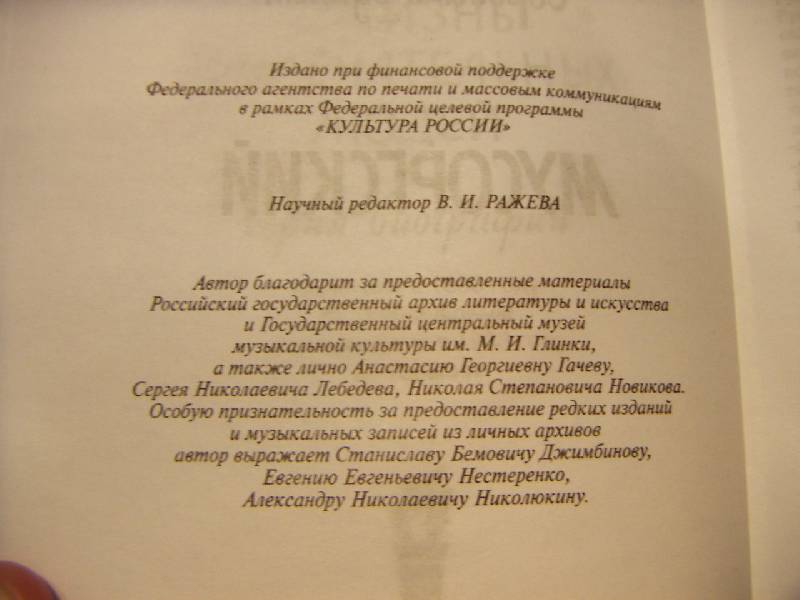 Издано при финансовой поддержке
Федерального агентства по печати и массовым коммуникациям
в рамках Федеральной целевой программы
«КУЛЬТУРА РОССИИ»
Научный редактор В. И. РАЖЕВА
Автор благодарит за предоставленные материалы
Российский государственный архив литературы и искусства
и Государственный центральный музей
музыкальной культуры им. М. И. Глинки,
а также лично Анастасию Георгиевну Гачеву,
Сергея Николаевича Лебедева, Николая Степановича Новикова.
Особую признательность за предоставление редких изданий
и музыкальных записей из личных архивов
автор выражает Станиславу Бемовичу Джимбинову,
Евгению Евгеньевичу Нестеренко,
Александру Николаевичу Николюкину.